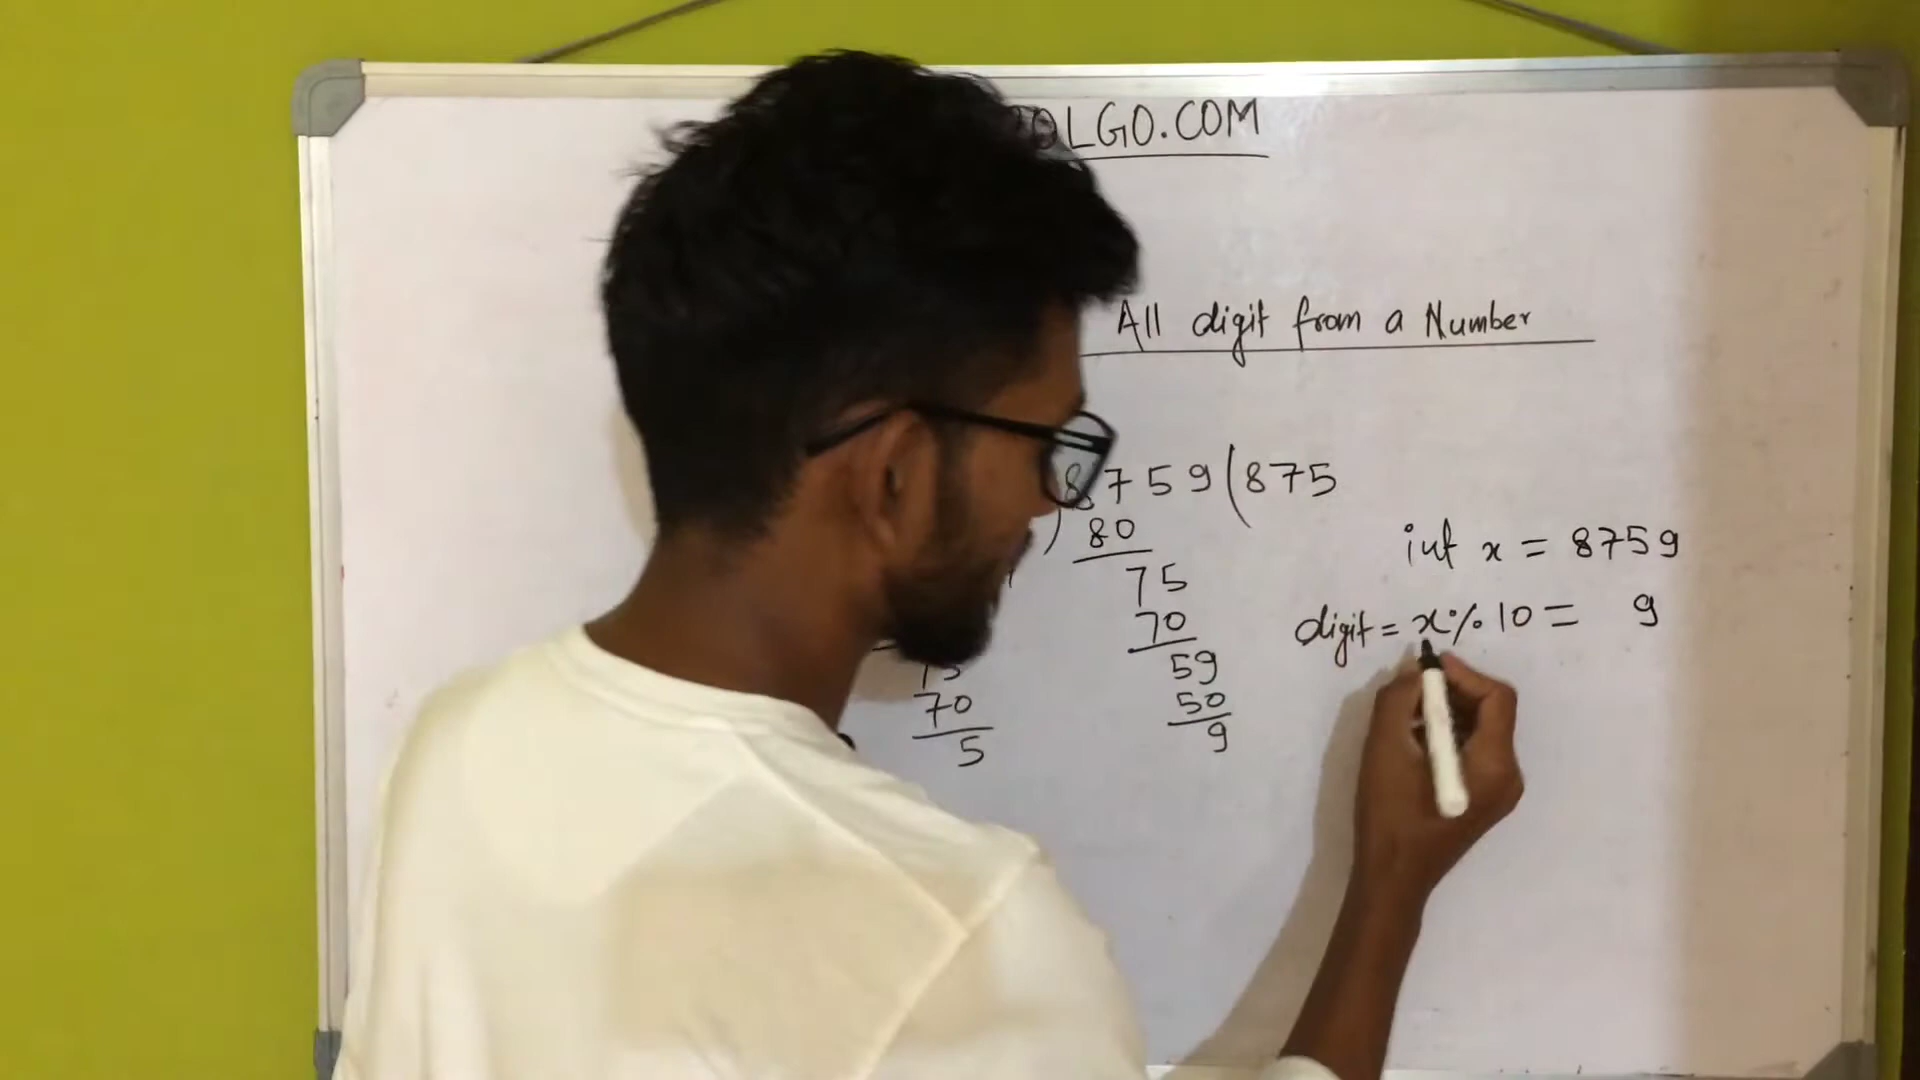 OLGO.COM
All digit from a Number
8759(875
80
75
70
59
50
9
70
5
int x = 8759
digit = x % 10 = 9